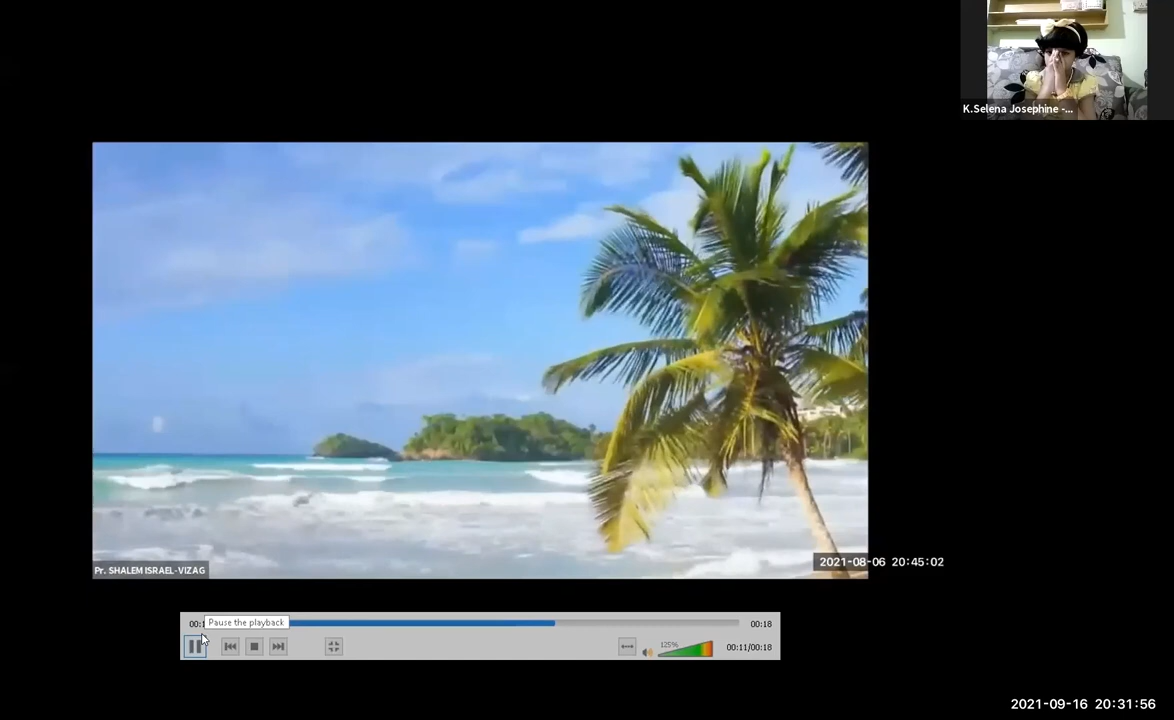 K.Selena Josephine -...
Pr. SHALEM ISRAEL-VIZAG
2021-08-06 20:45:02
Pause the playback
00:18
125%
00:11/00:18
2021-09-16 20:31:56